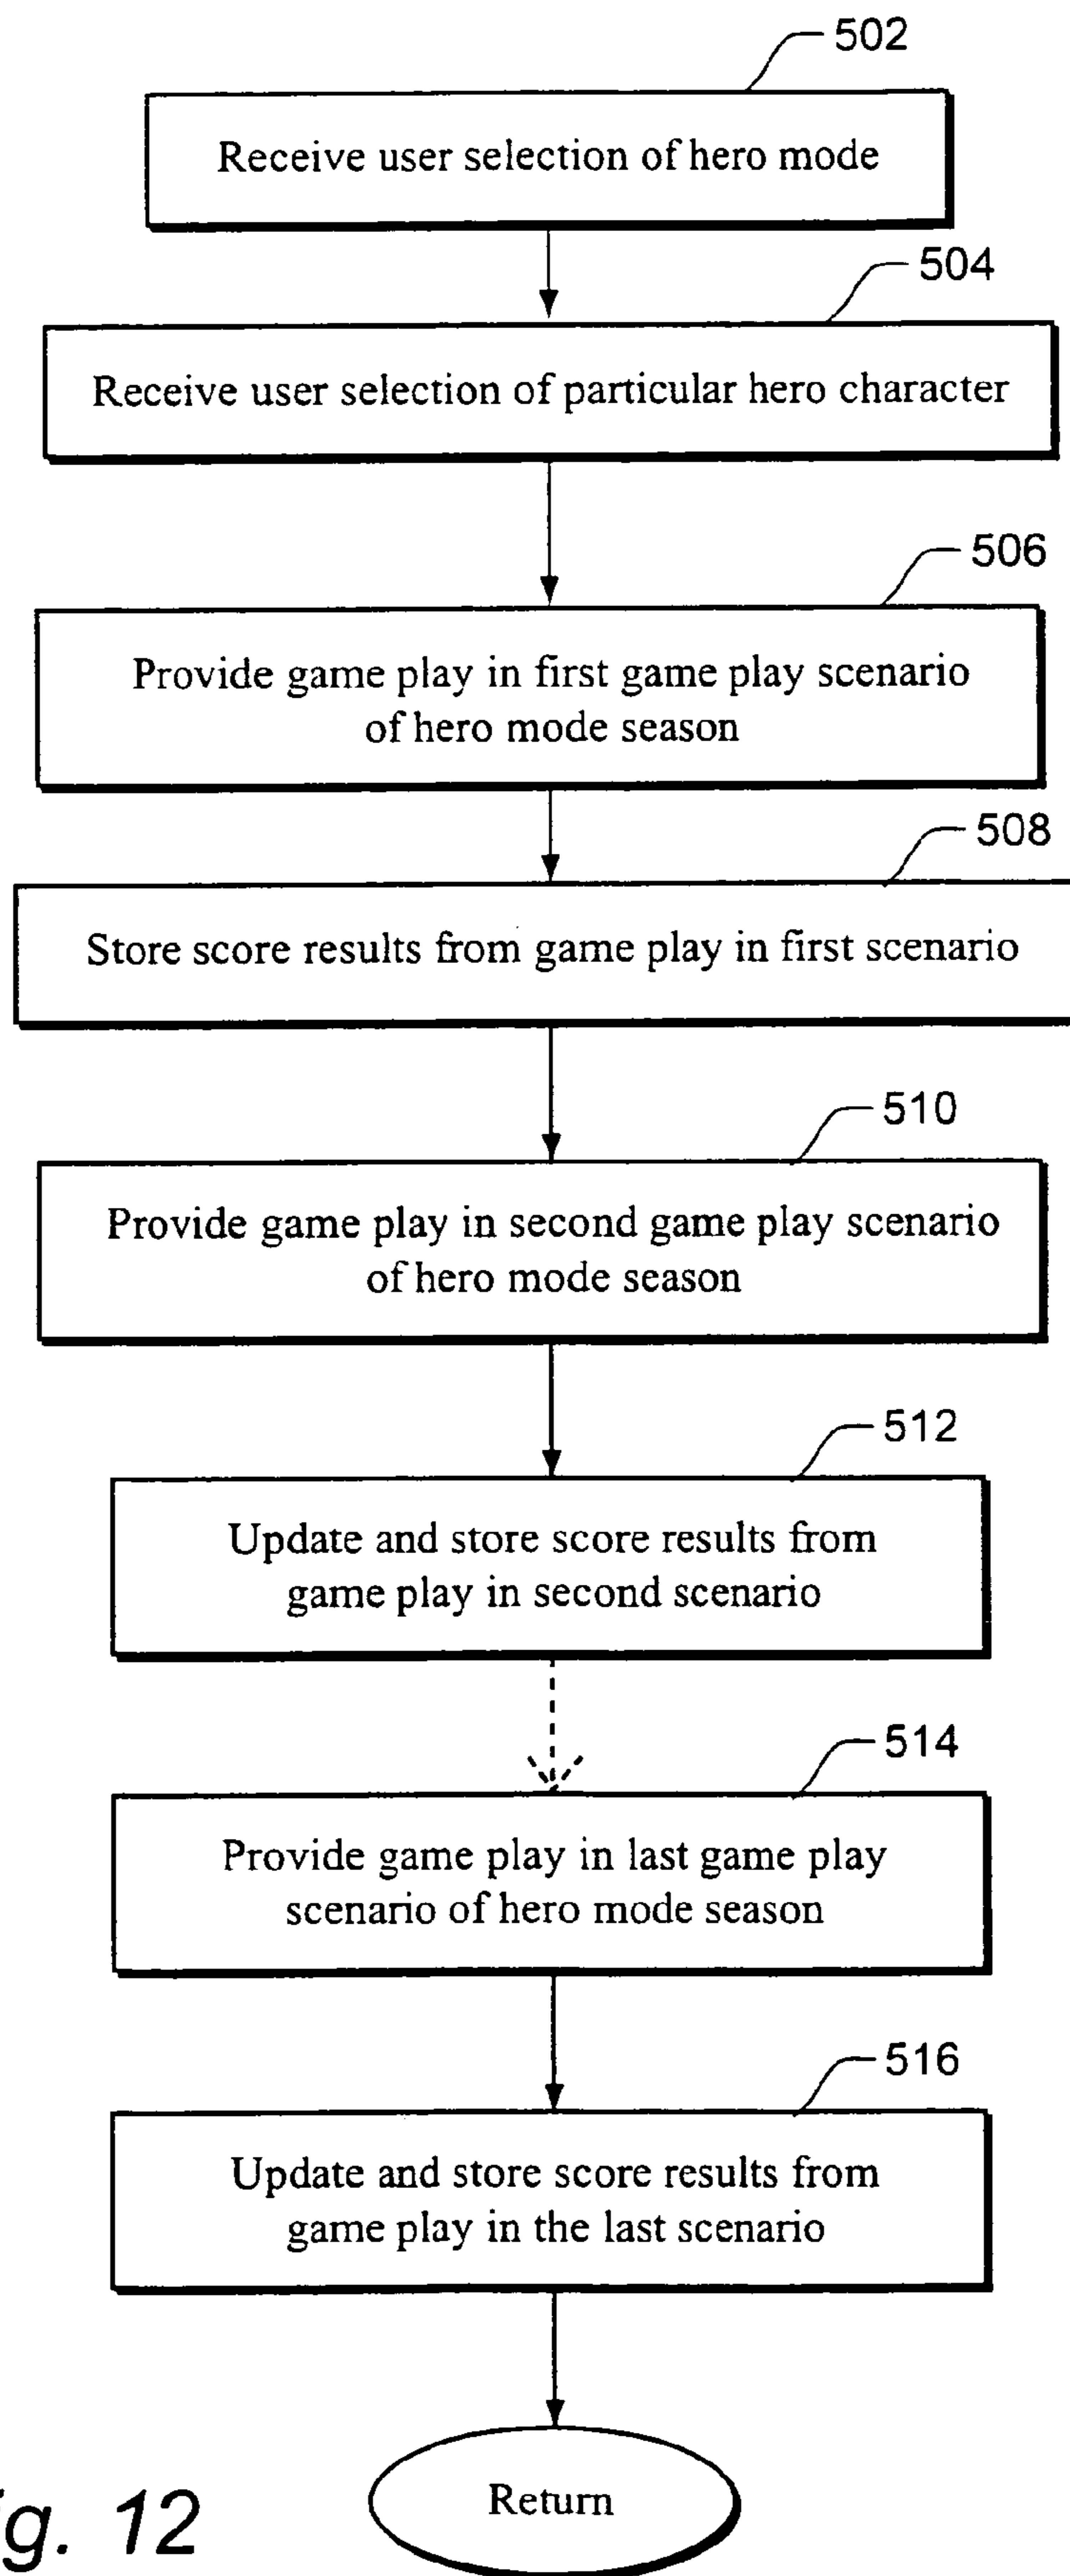 502
Receive user selection of hero mode
504
Receive user selection of particular hero character
506
Provide game play in first game play scenario
of hero mode season
508
Store score results from game play in first scenario
510
Provide game play in second game play scenario
of hero mode season
512
Update and store score results from
game play in second scenario
514
Provide game play in last game play
scenario of hero mode season
516
Update and store score results from
game play in the last scenario
Return
ig. 12